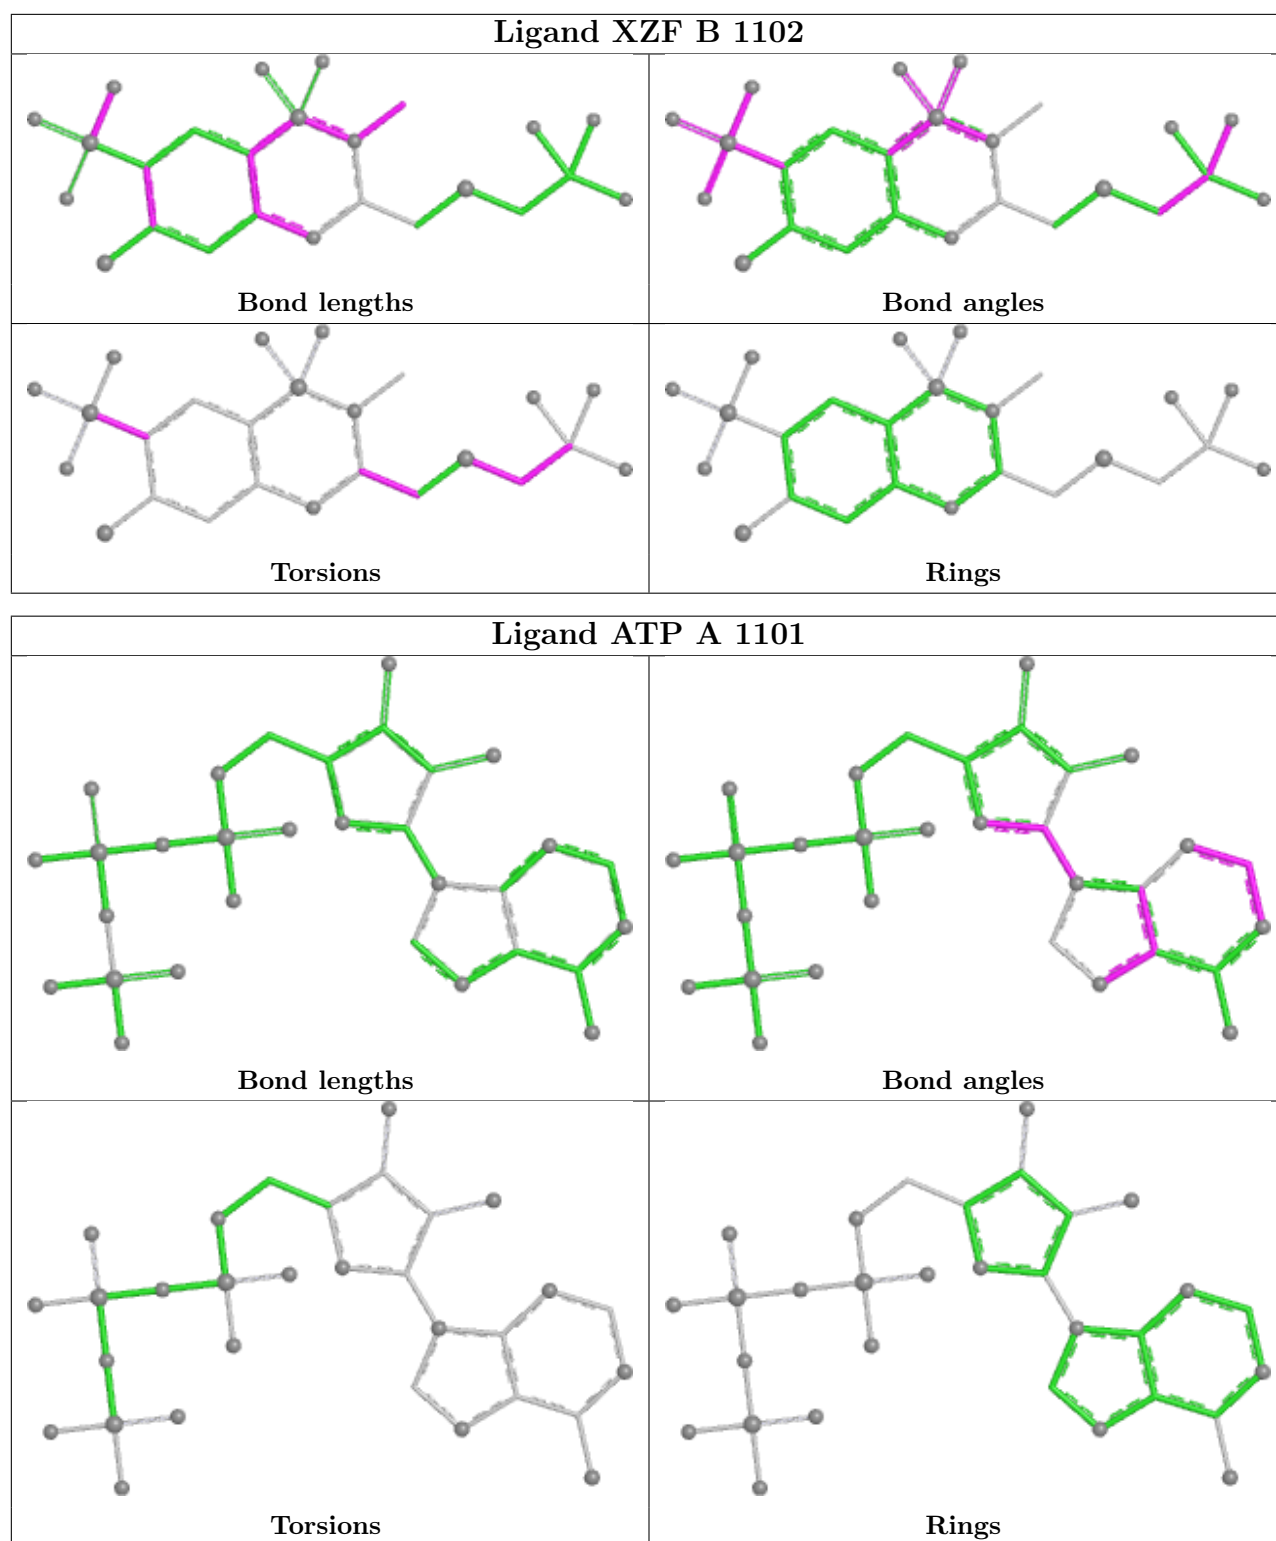 Ligand XZF B 1102
Bond lengths
Bond angles
Torsions
Rings
Ligand ATP A 1101
Bond lengths
Bond angles
Torsions
Rings